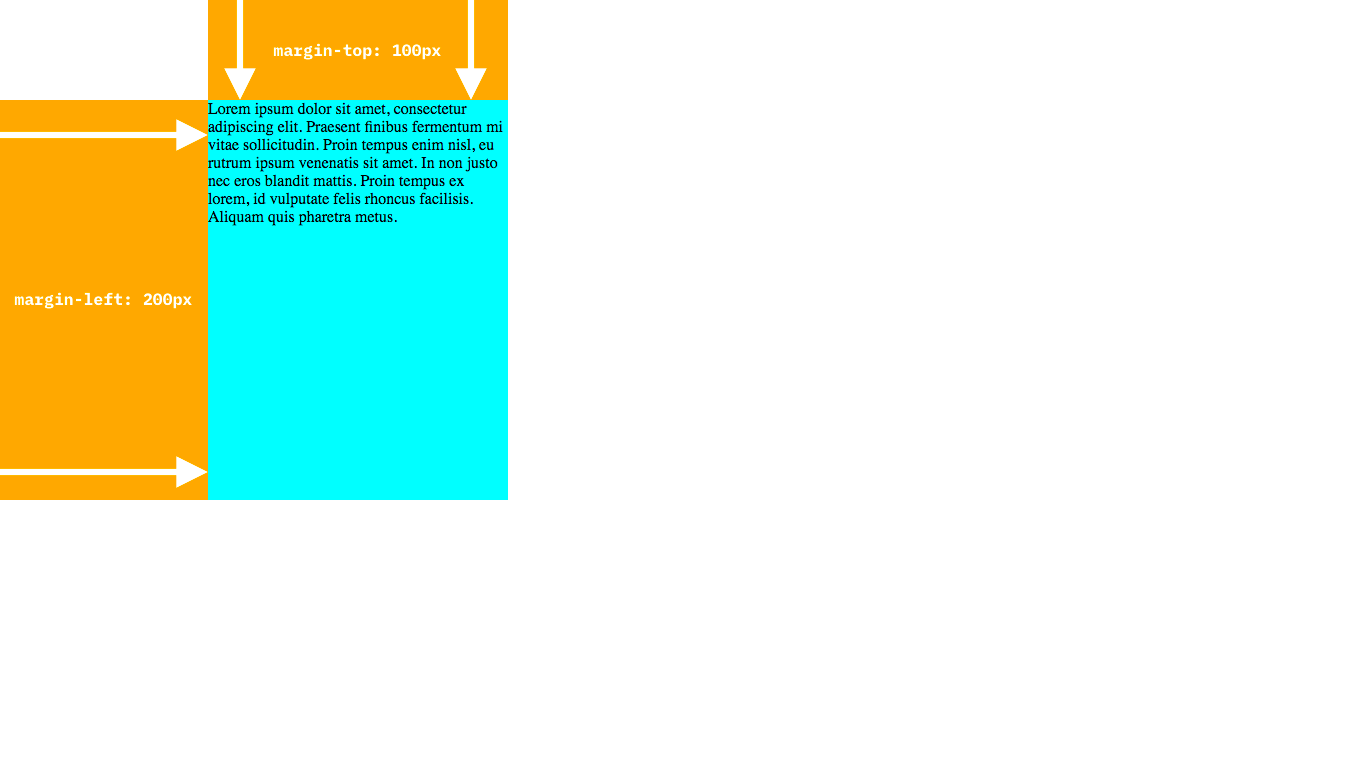 margin-top: 100px
Lorem ipsum dolor sit amet, consectetur
adipiscing elit. Praesent finibus fermentum mi
vitae sollicitudin. Proin tempus enim nisl, eu
rutrum ipsum venenatis sit amet. In non justo
nec eros blandit mattis. Proin tempus ex
lorem, id vulputate felis rhoncus facilisis.
Aliquam quis pharetra metus.
margin-left: 200px